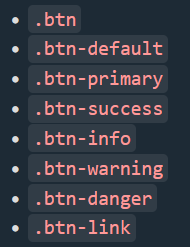 .btn
.btn-default
.btn-primary
.btn-success
.btn-info
.btn-warning
.btn-danger
.btn-link